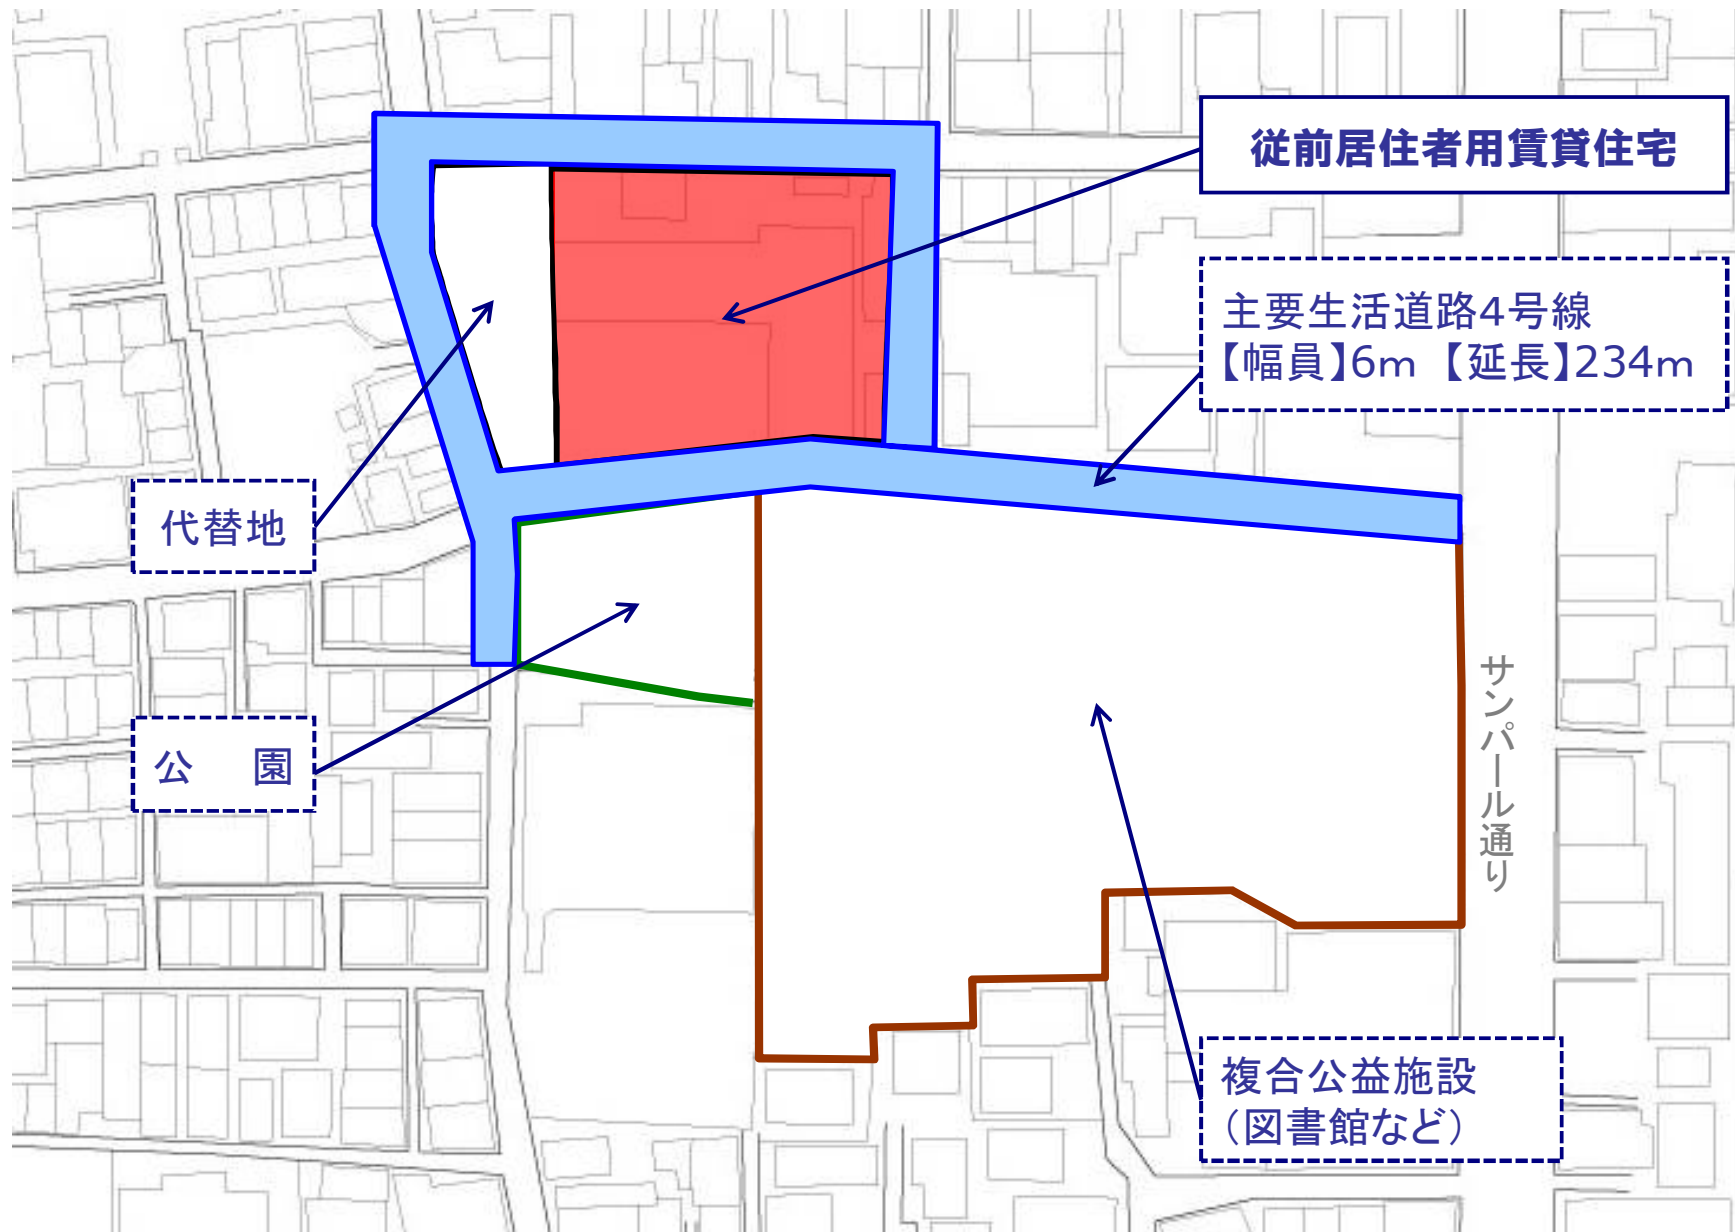 従前居住者用賃貸住宅
主要生活道路4号線
【幅員】6m 【延長】234m
代替地
公　園
サンパール通り
複合公益施設
（図書館など）